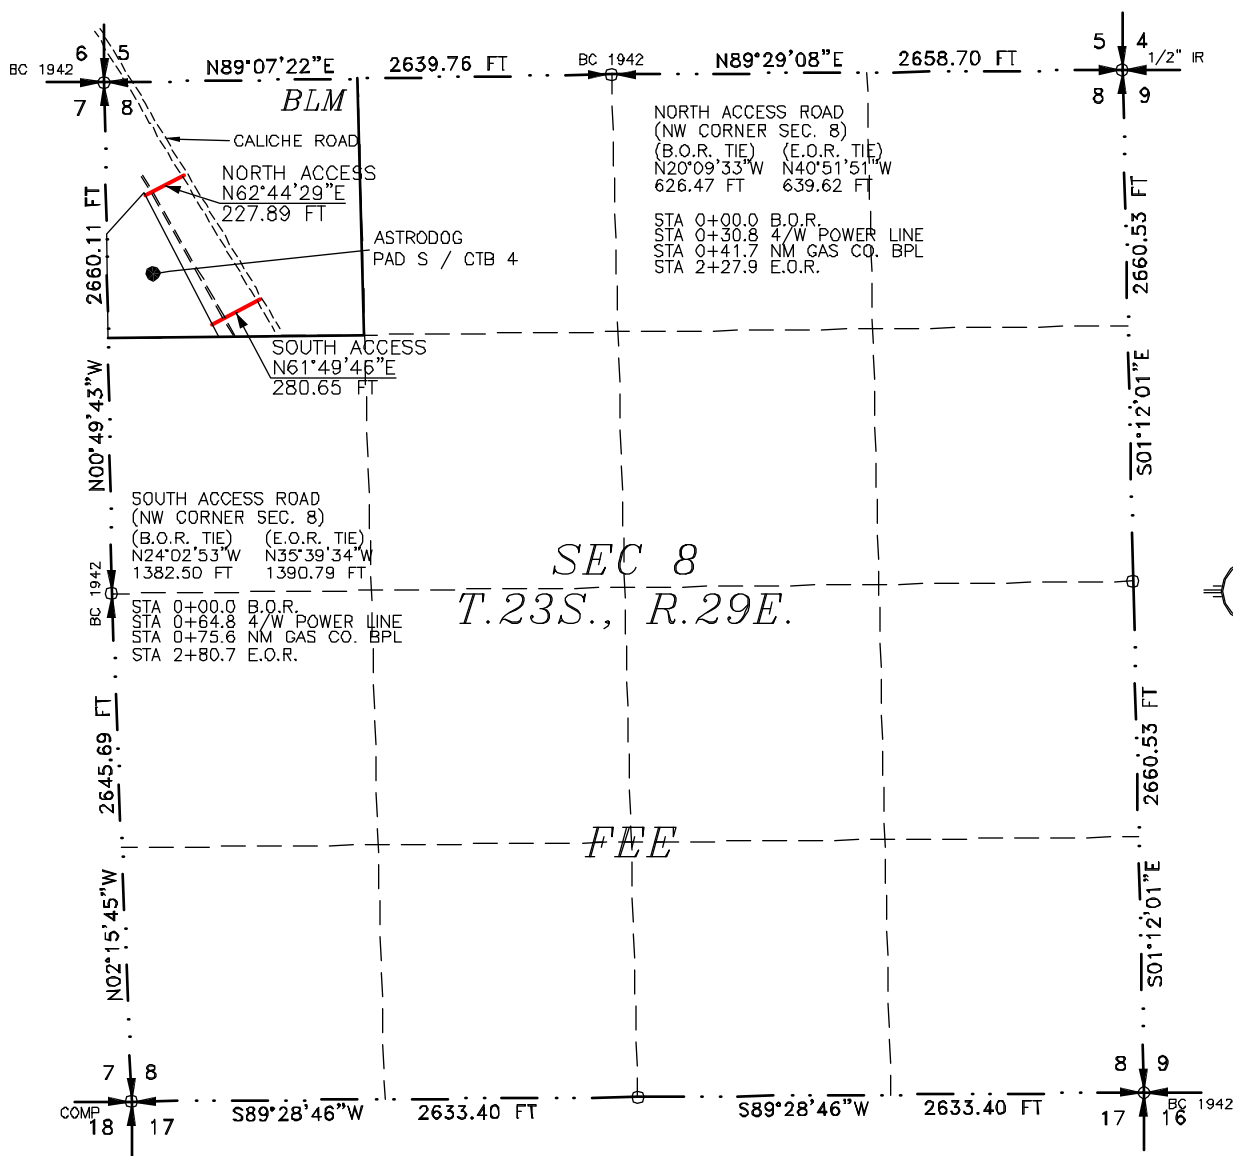 6 5
BC 1942
7 8
N89°07'22"E 2639.76 FT
BC 1942
N89°29'08"E 2658.70 FT
5 4
1/2" IR
8 9
BLM
CALICHE ROAD
NORTH ACCESS
N62°44'29"E
227.89 FT
ASTRODOG
PAD S / CTB 4
NORTH ACCESS ROAD
(NW CORNER SEC. 8)
(B.O.R. TIE) (E.O.R. TIE)
N20°09'33"W N40°51'51"W
626.47 FT 639.62 FT
STA 0+00.0 B.O.R.
STA 0+30.8 4/W POWER LINE
STA 0+41.7 NM GAS CO. BPL
STA 2+27.9 E.O.R.
N00°49'43"W 2660.11 FT
S01°12'01"E 2660.53 FT
SOUTH ACCESS
N61°49'46"E
280.65 FT
SOUTH ACCESS ROAD
(NW CORNER SEC. 8)
(B.O.R. TIE) (E.O.R. TIE)
N24°02'53"W N35°39'34"W
1382.50 FT 1390.79 FT
BC 1942
STA 0+00.0 B.O.R.
STA 0+64.8 4/W POWER LINE
STA 0+75.6 NM GAS CO. BPL
STA 2+80.7 E.O.R.
SEC 8
T.23S., R.29E.
N02°15'45"W 2645.69 FT
S01°12'01"E 2660.53 FT
FEE
7 8
COMP
18 17
S89°28'46"W 2633.40 FT
S89°28'46"W 2633.40 FT
8 9
BC 1942
17 16